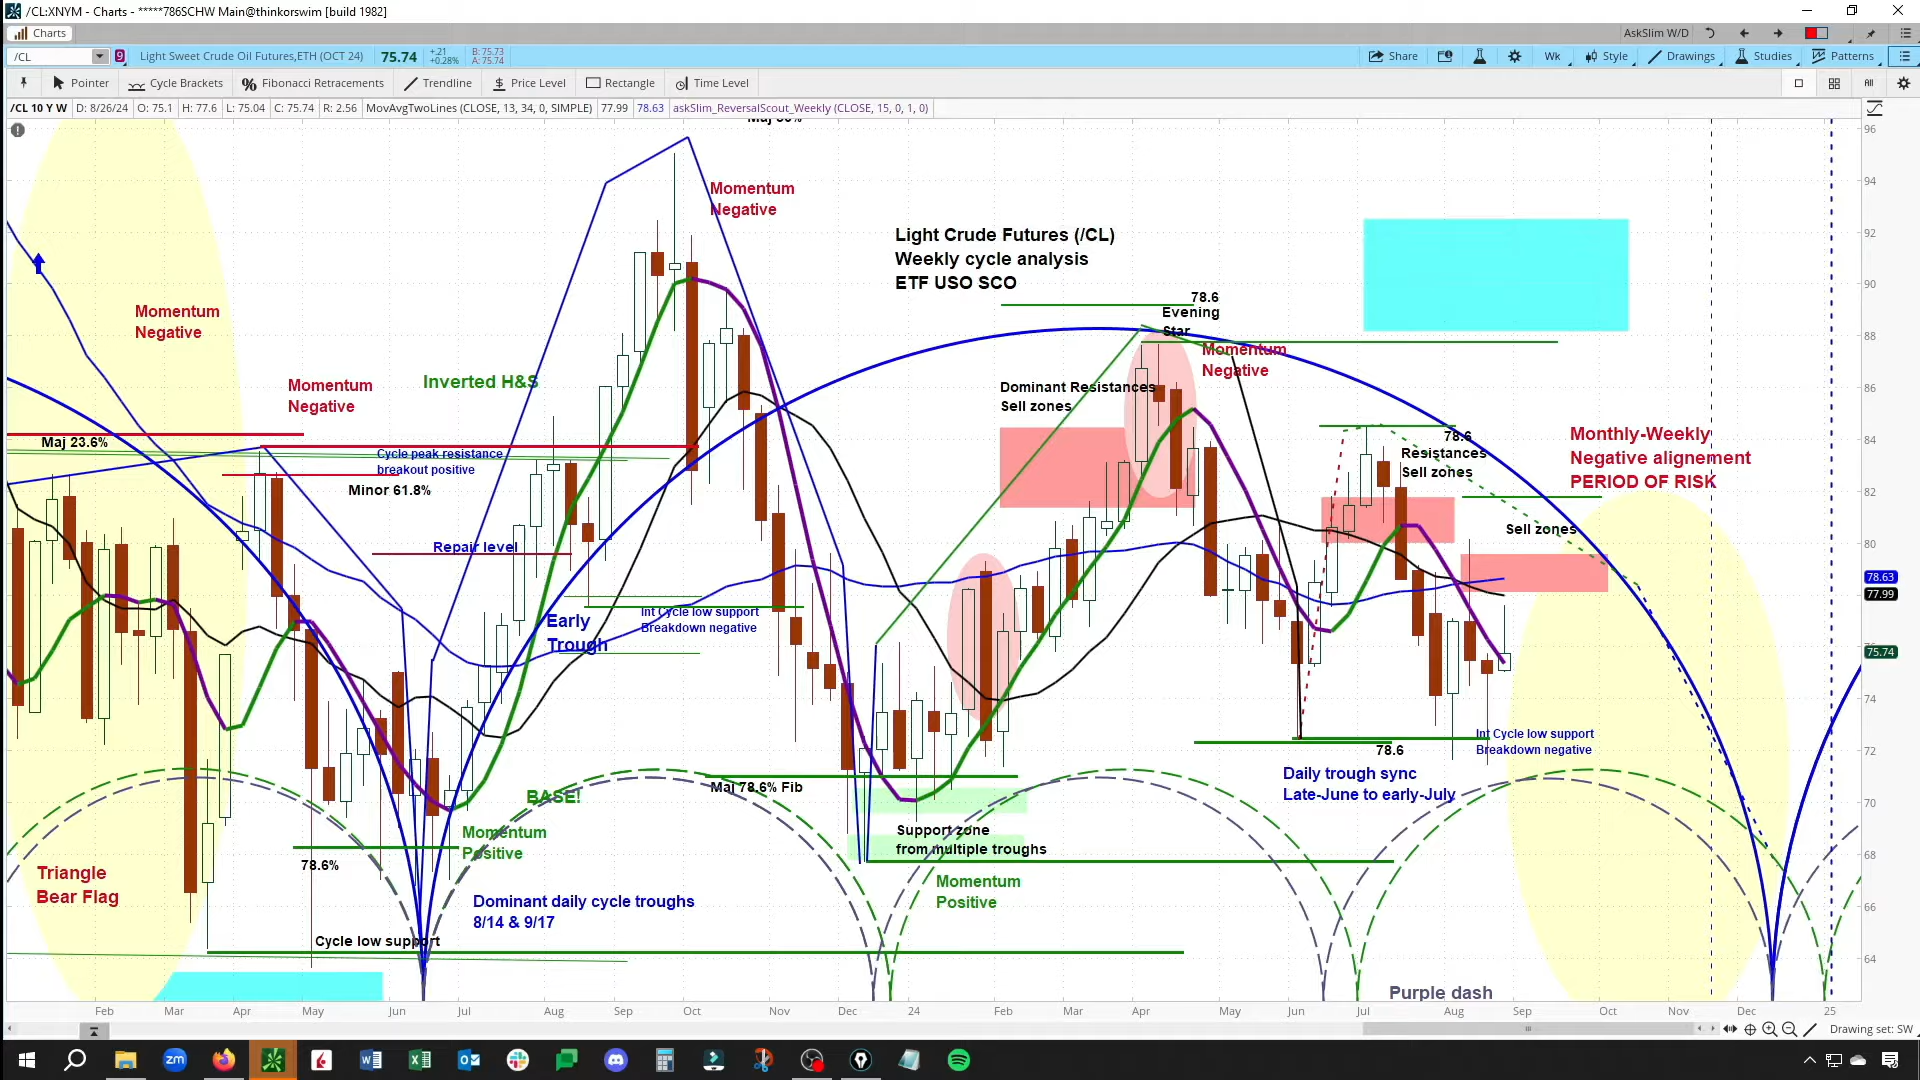 /CL:XNYM - Charts - *****786SCHW Main@thinkorswim [build 1982]
Charts
AskSlim W/D
/CL
9
Light Sweet Crude Oil Futures,ETH (OCT 24)
75.74
+.21
+0.28%
B: 75.73
A: 75.74
Share
Wk
Style
Drawings
Studies
Patterns
Pointer
Cycle Brackets
Fibonacci Retracements
Trendline
Price Level
Rectangle
Time Level
All
/CL 10 Y W
D: 8/26/24
O: 75.1
H: 77.6
L: 75.04
C: 75.74
R: 2.56
MovAvgTwoLines (CLOSE, 13, 34, 0, SIMPLE)
77.99
78.63
askSlim_ReversalScout_Weekly (CLOSE, 15, 0, 1, 0)
Momentum
Negative
Light Crude Futures (/CL)
Weekly cycle analysis
ETF USO SCO
78.6
Evening
Star
Momentum
Negative
Momentum
Negative
Momentum
Negative
Inverted H&S
Dominant Resistances
Sell zones
Maj 23.6%
Cycle peak resistance
breakout positive
Minor 61.8%
78.6
Resistances
Sell zones
Monthly-Weekly
Negative alignement
PERIOD OF RISK
Sell zones
Repair level
Int Cycle low support
Breakdown negative
Early
Trough
Int Cycle low support
Breakdown negative
78.6
Daily trough sync
Late-June to early-July
Maj 78.6% Fib
BASE!
Momentum
Positive
Support zone
from multiple troughs
78.6%
Triangle
Bear Flag
Momentum
Positive
Dominant daily cycle troughs
8/14 & 9/17
Cycle low support
Purple dash
96
94
92
90
88
86
84
82
80
78.63
77.99
76
75.74
74
72
70
68
66
64
Feb
Mar
Apr
May
Jun
Jul
Aug
Sep
Oct
Nov
Dec
24
Feb
Mar
Apr
May
Jun
Jul
Aug
Sep
Oct
Nov
Dec
25
Drawing set: SW
zm